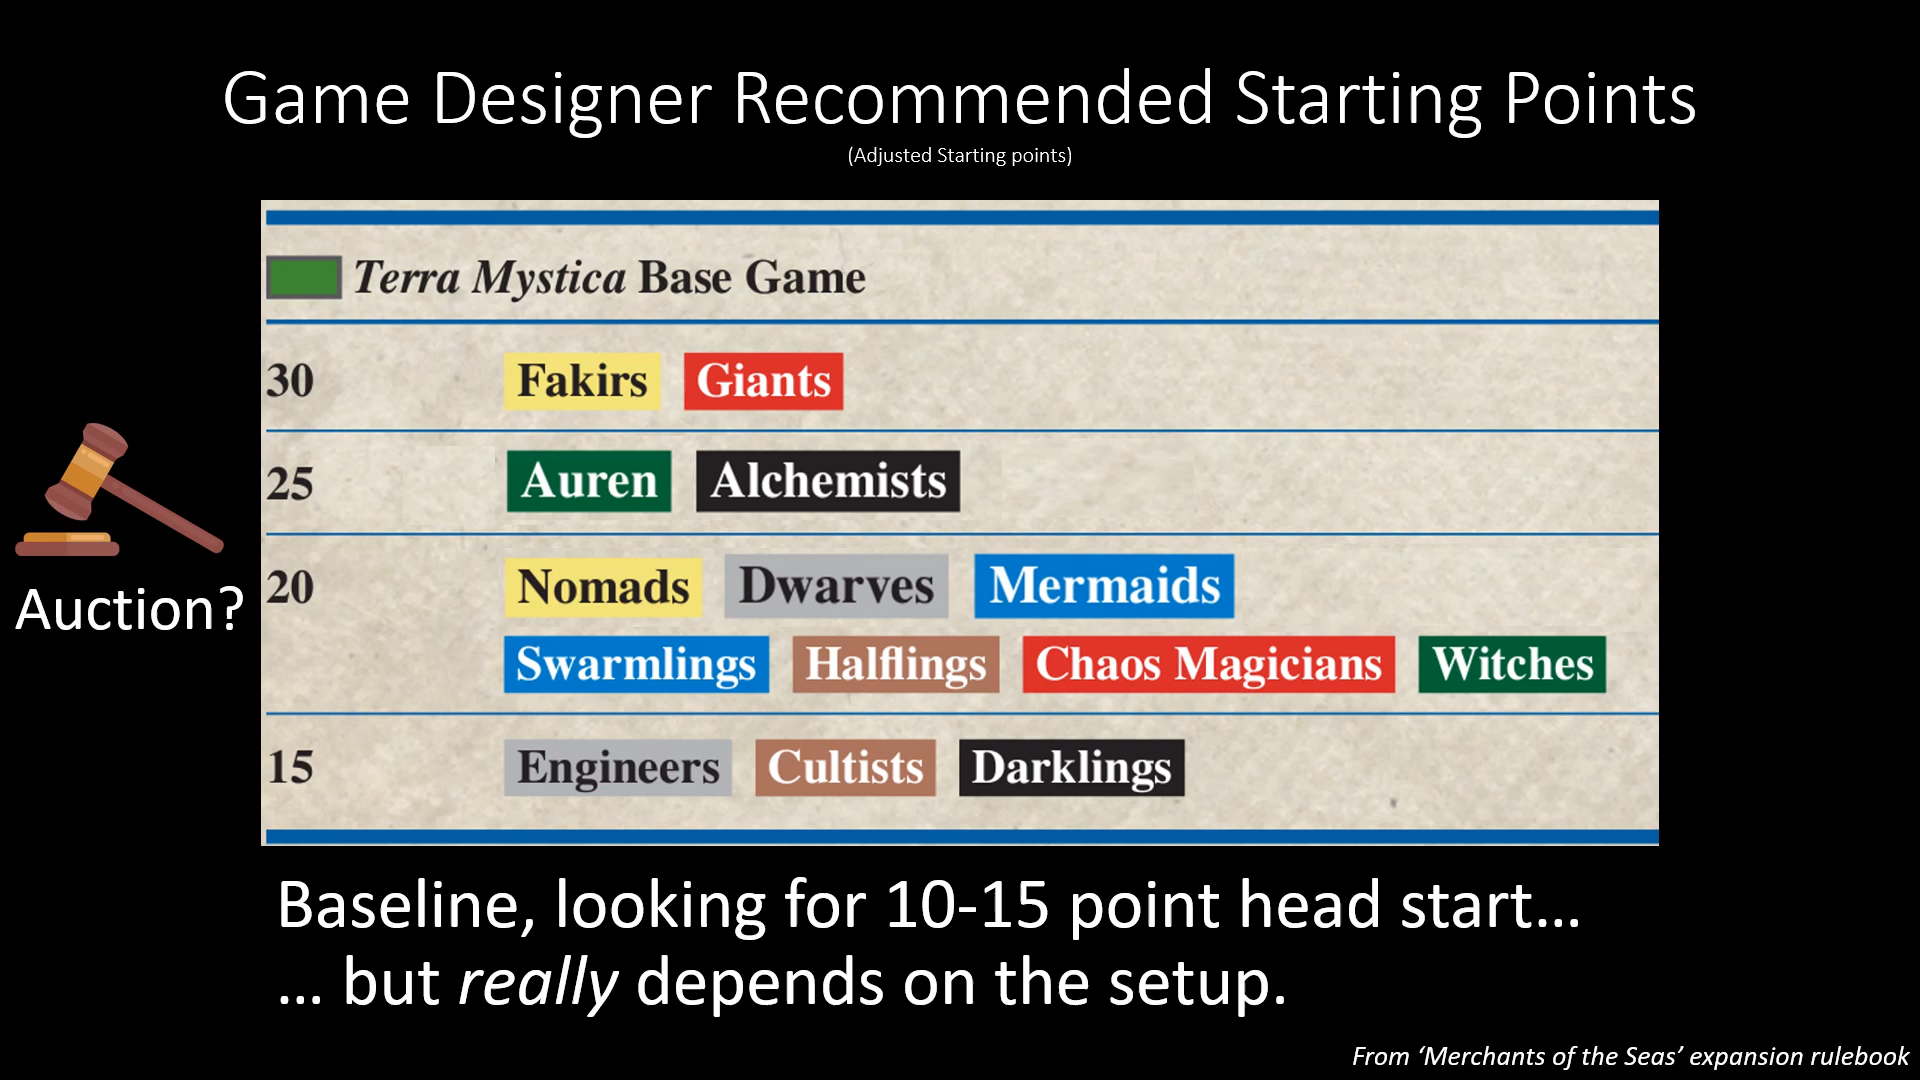 Game Designer Recommended Starting Points
(Adjusted Starting points)
Terra Mystica Base Game
30 Fakirs Giants
25 Auren Alchemists
20 Nomads Dwarves Mermaids
Swarmlings Halflings Chaos Magicians Witches
15 Engineers Cultists Darklings
Auction?
Baseline, looking for 10-15 point head start...
... but really depends on the setup.
From ‘Merchants of the Seas’ expansion rulebook